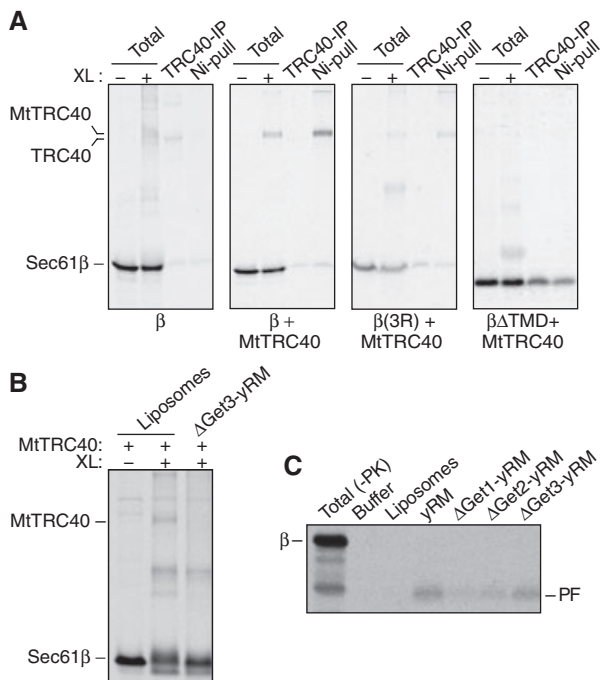 A
Total TRC40-IP Ni-pull Total TRC40-IP Ni-pull Total TRC40-IP Ni-pull Total TRC40-IP Ni-pull
XL : – + – + – + – +
MtTRC40
TRC40
Sec61β –
β
β + MtTRC40
β(3R) + MtTRC40
βΔTMD+ MtTRC40
B
Liposomes ΔGet3-yRM
MtTRC40: + + +
XL: – + +
MtTRC40 –
Sec61β –
C
Total (-PK) Buffer Liposomes yRM ΔGet1-yRM ΔGet2-yRM ΔGet3-yRM
β –
– PF